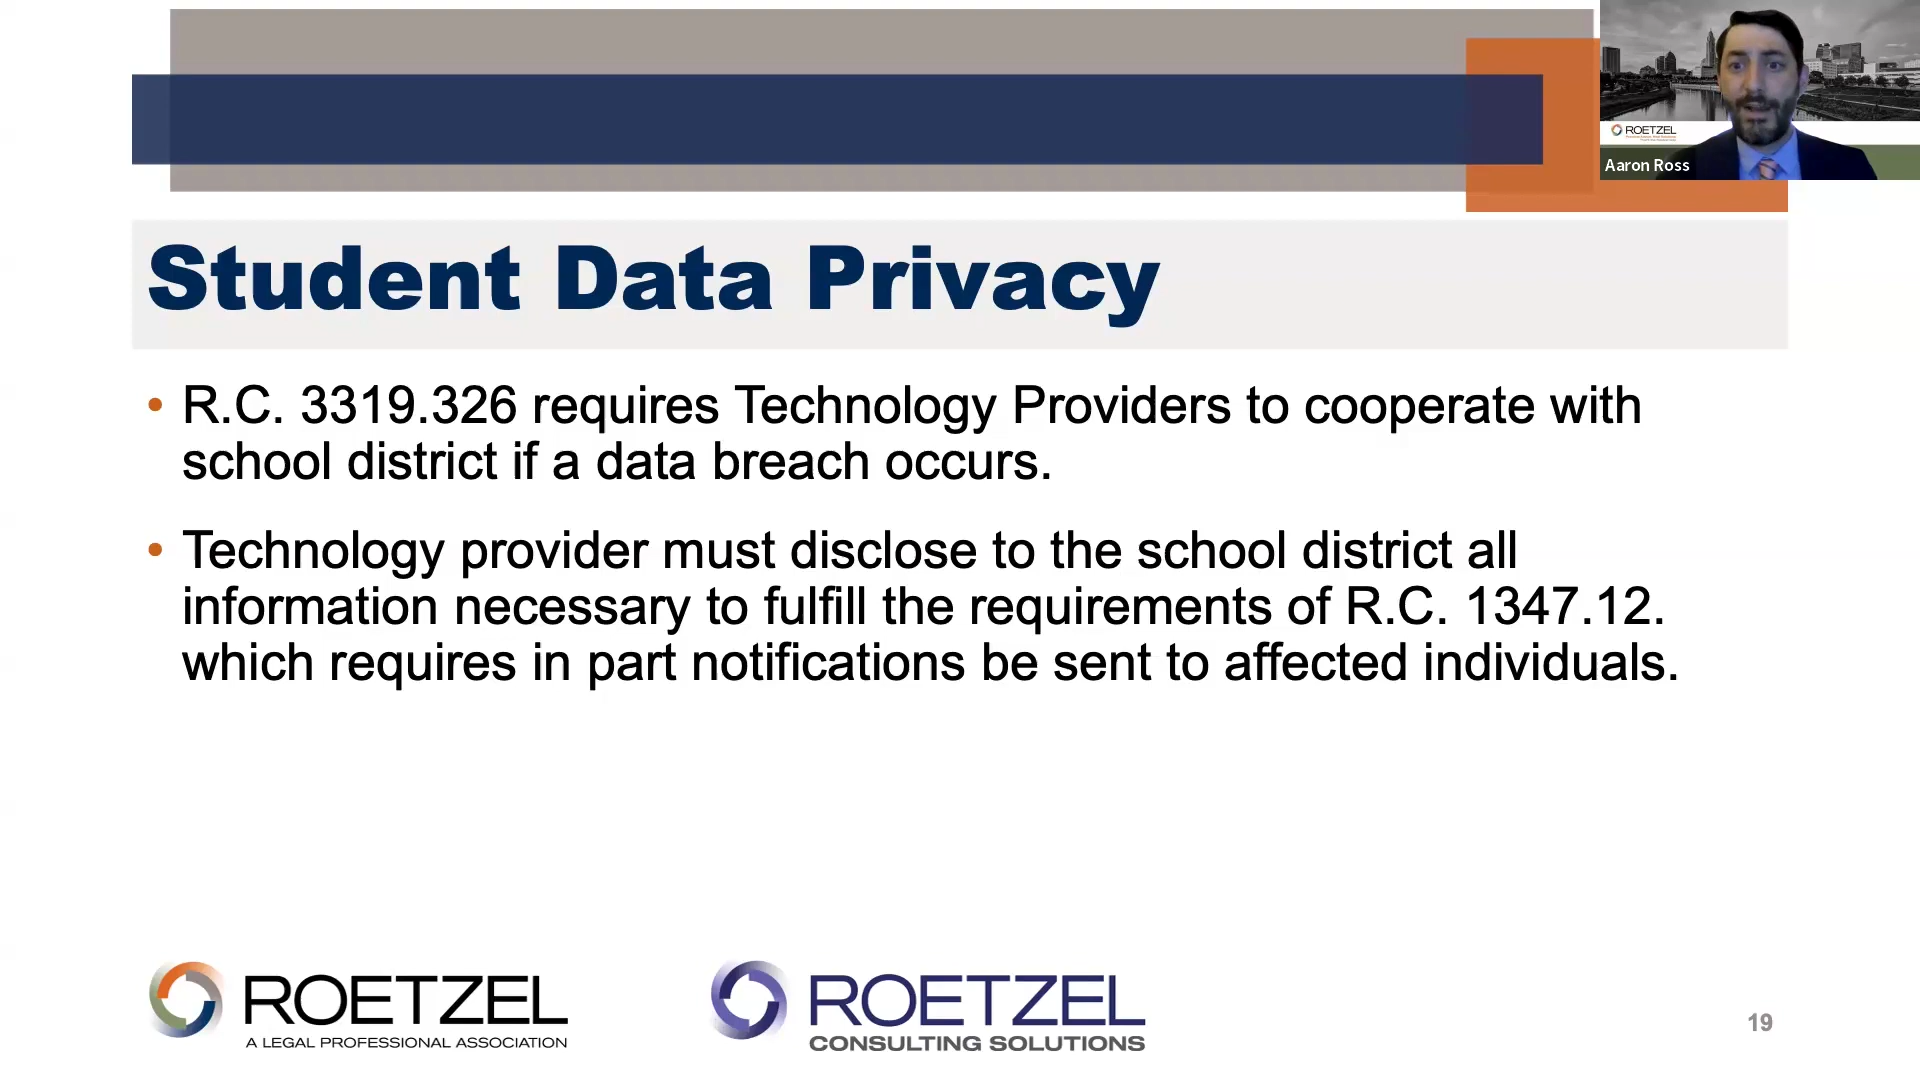 ROETZEL
Aaron Ross
Student Data Privacy
• R.C. 3319.326 requires Technology Providers to cooperate with
school district if a data breach occurs.
• Technology provider must disclose to the school district all
information necessary to fulfill the requirements of R.C. 1347.12.
which requires in part notifications be sent to affected individuals.
ROETZEL
A LEGAL PROFESSIONAL ASSOCIATION
ROETZEL
CONSULTING SOLUTIONS
19